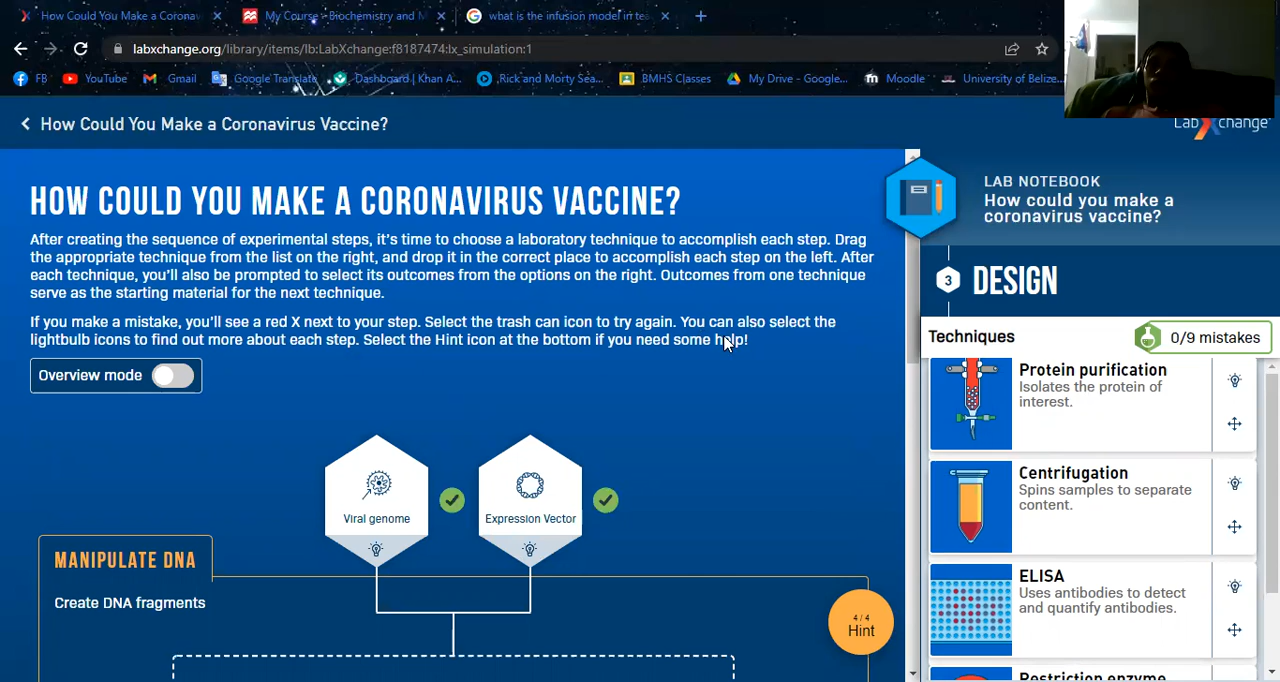 How Could You Make a Coronav
My Course: Biochemistry and M
what is the infusion model in te
labxchange.org/library/items/lb:LabXchange:f8187474:lx_simulation:1
FB
YouTube
Gmail
Google Translate
Dashboard | Khan A...
Rick and Morty Sea...
BMHS Classes
My Drive - Google...
Moodle
University of Belize...
How Could You Make a Coronavirus Vaccine?
LabXchange
HOW COULD YOU MAKE A CORONAVIRUS VACCINE?
After creating the sequence of experimental steps, it's time to choose a laboratory technique to accomplish each step. Drag
the appropriate technique from the list on the right, and drop it in the correct place to accomplish each step on the left. After
each technique, you'll also be prompted to select its outcomes from the options on the right. Outcomes from one technique
serve as the starting material for the next technique.
If you make a mistake, you'll see a red X next to your step. Select the trash can icon to try again. You can also select the
lightbulb icons to find out more about each step. Select the Hint icon at the bottom if you need some help!
Overview mode
Viral genome
Expression Vector
MANIPULATE DNA
Create DNA fragments
4 / 4
Hint
LAB NOTEBOOK
How could you make a
coronavirus vaccine?
3 DESIGN
Techniques
0/9 mistakes
Protein purification
Isolates the protein of
interest.
Centrifugation
Spins samples to separate
content.
ELISA
Uses antibodies to detect
and quantify antibodies.
Restriction enzyme